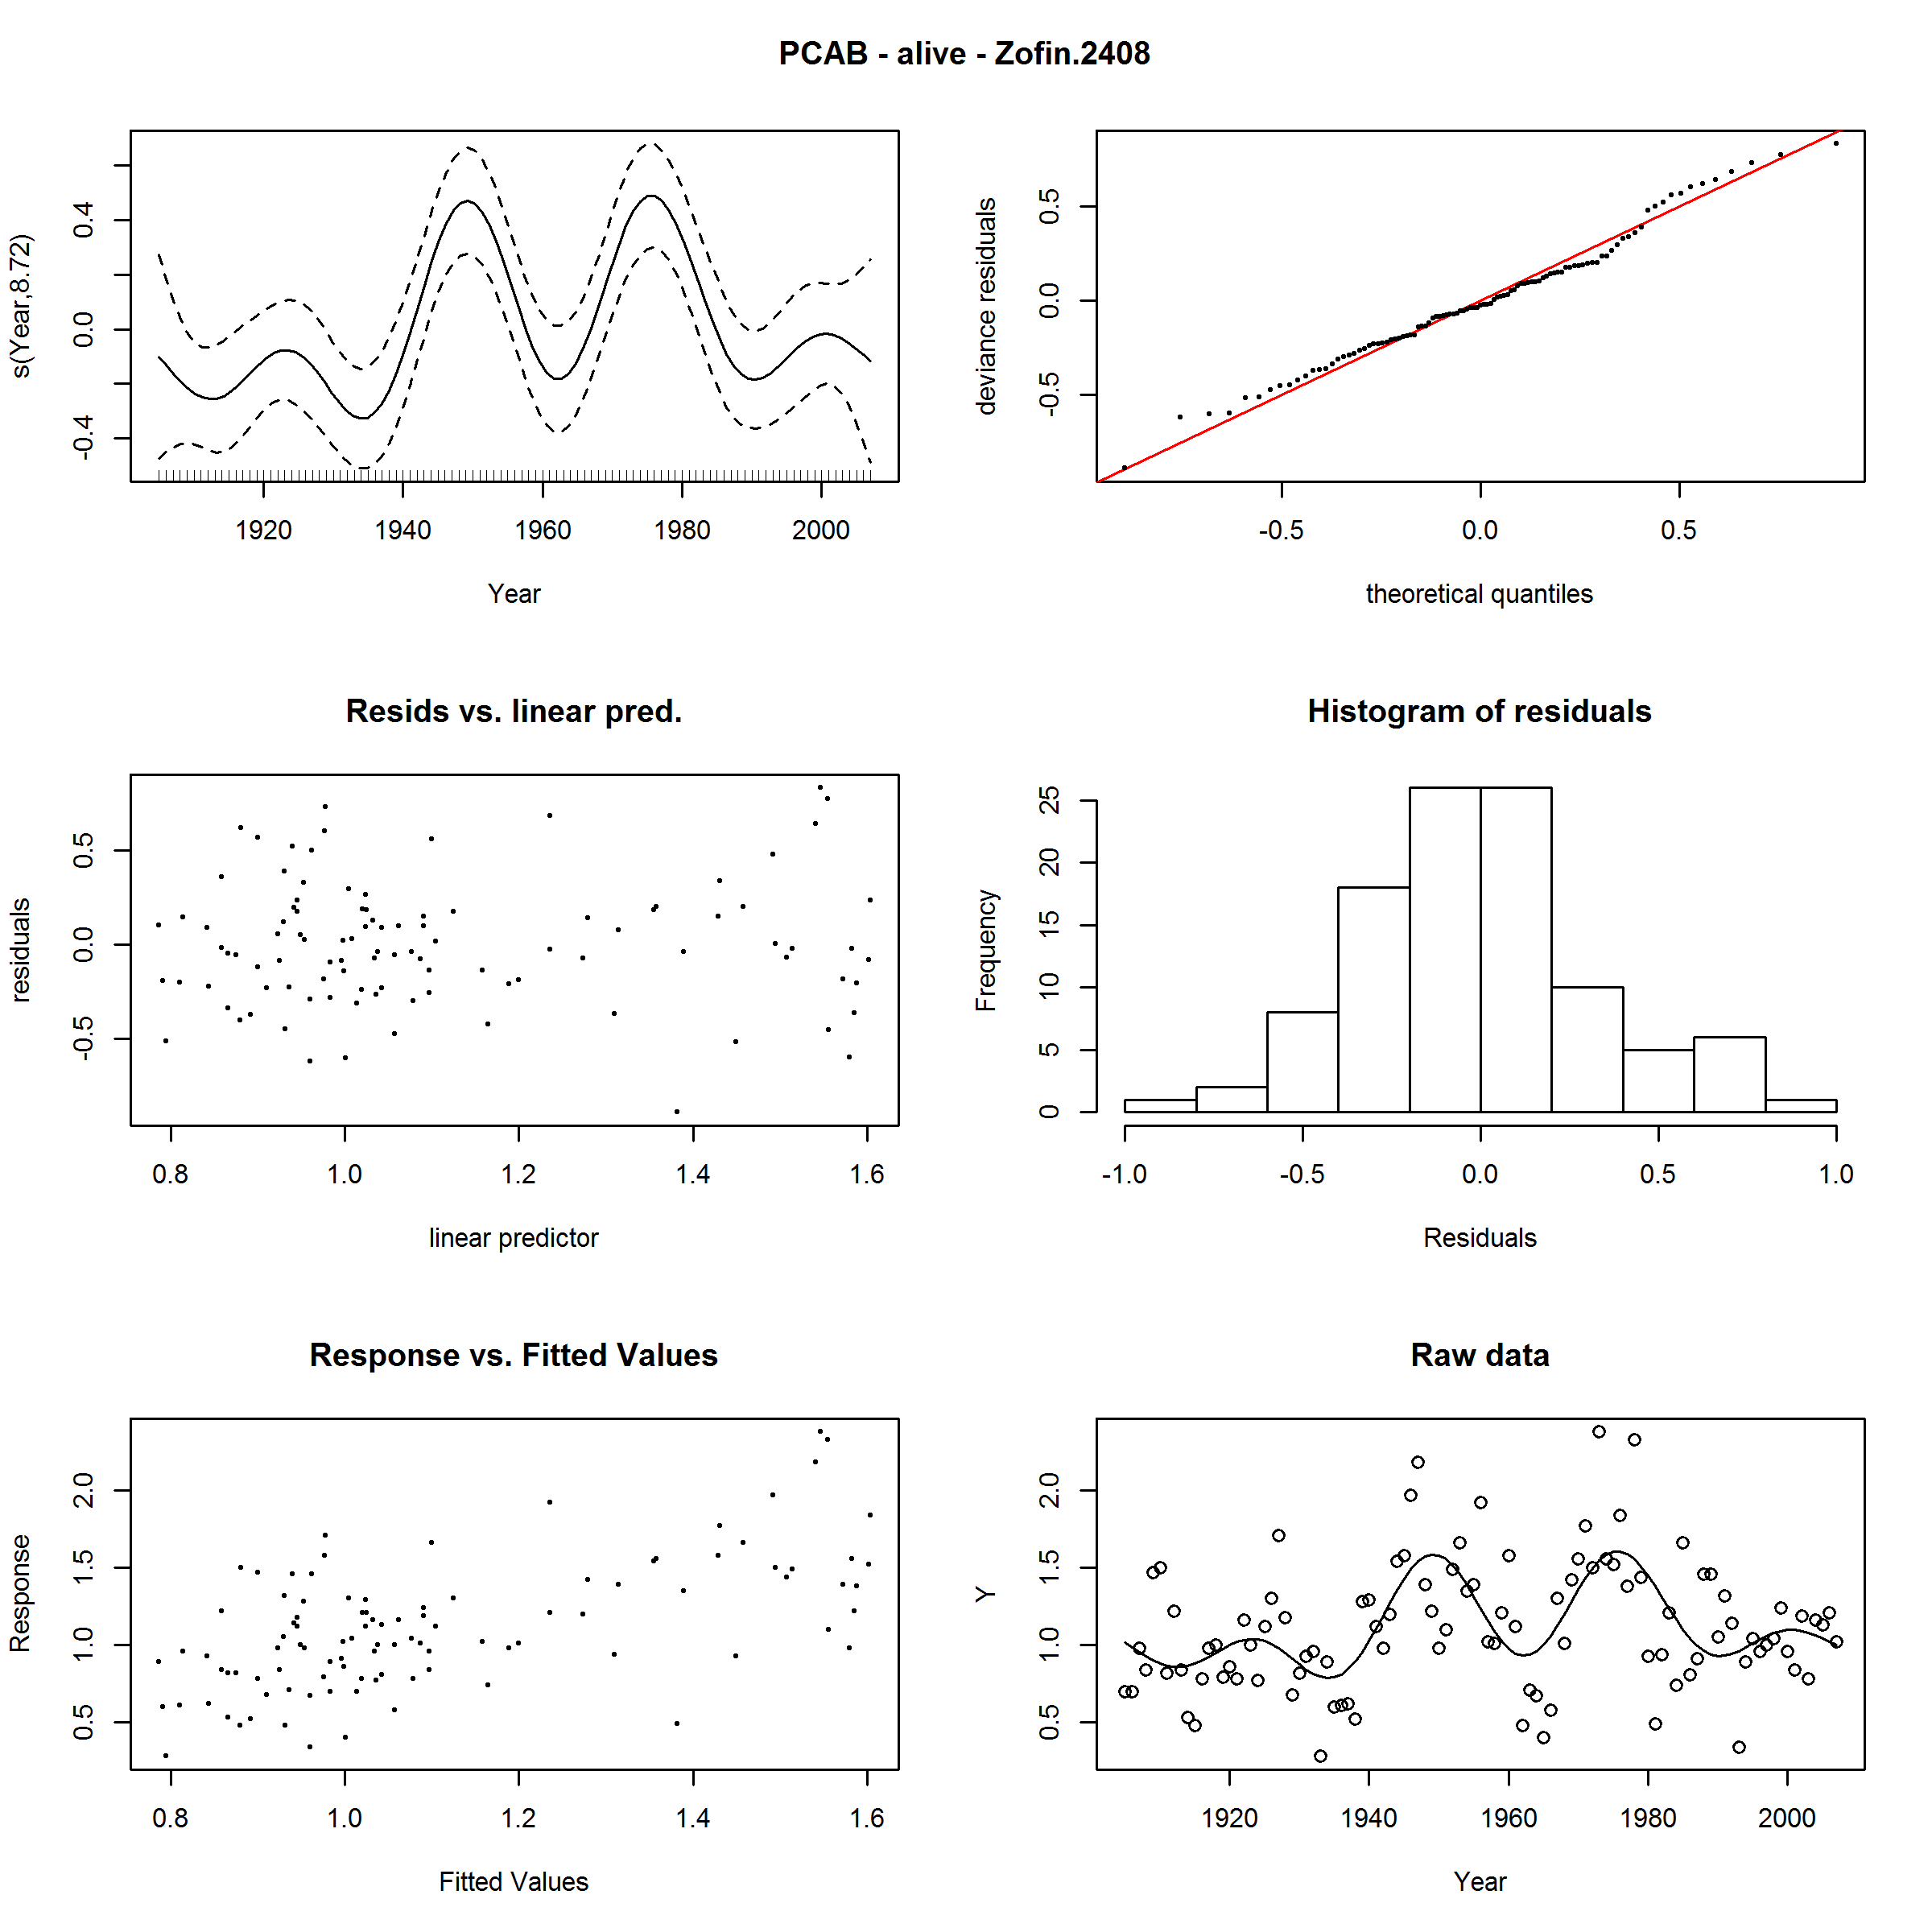 PCAB - alive - Zofin.2408
s(Year,8.72)
-0.4 0.0 0.4
1920 1940 1960 1980 2000
Year
deviance residuals
-0.5 0.0 0.5
-0.5 0.0 0.5
theoretical quantiles
Resids vs. linear pred.
residuals
-0.5 0.0 0.5
0.8 1.0 1.2 1.4 1.6
linear predictor
Histogram of residuals
Frequency
0 5 10 15 20 25
-1.0 -0.5 0.0 0.5 1.0
Residuals
Response vs. Fitted Values
Response
0.5 1.0 1.5 2.0
0.8 1.0 1.2 1.4 1.6
Fitted Values
Raw data
Y
0.5 1.0 1.5 2.0
1920 1940 1960 1980 2000
Year